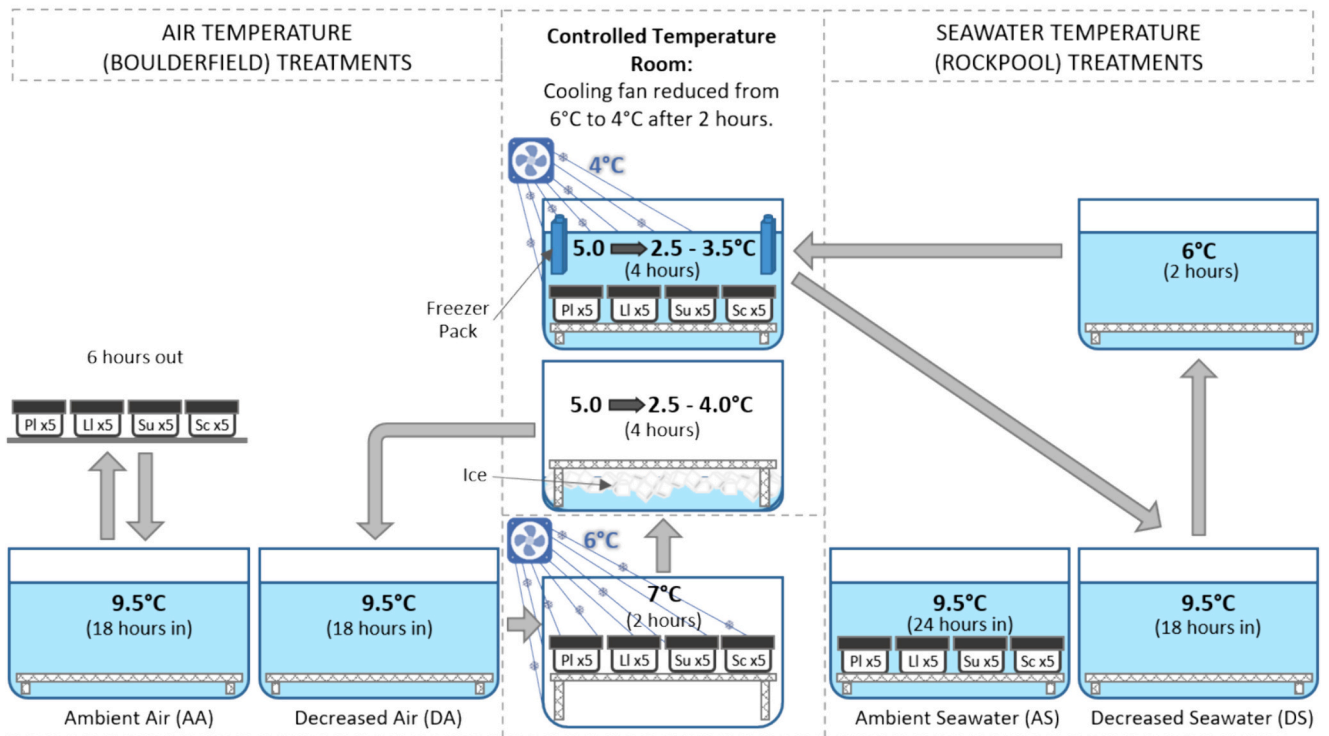 AIR TEMPERATURE
(BOULDERFIELD) TREATMENTS
Controlled Temperature
Room:
Cooling fan reduced from
6°C to 4°C after 2 hours.
SEAWATER TEMPERATURE
(ROCKPOOL) TREATMENTS
4°C
5.0 2.5 - 3.5°C
(4 hours)
Pl x5 Ll x5 Su x5 Sc x5
Freezer
Pack
6°C
(2 hours)
6 hours out
Pl x5 Ll x5 Su x5 Sc x5
5.0 2.5 - 4.0°C
(4 hours)
Ice
6°C
7°C
(2 hours)
Pl x5 Ll x5 Su x5 Sc x5
9.5°C
(18 hours in)
Ambient Air (AA)
9.5°C
(18 hours in)
Decreased Air (DA)
9.5°C
(24 hours in)
Pl x5 Ll x5 Su x5 Sc x5
Ambient Seawater (AS)
9.5°C
(18 hours in)
Decreased Seawater (DS)